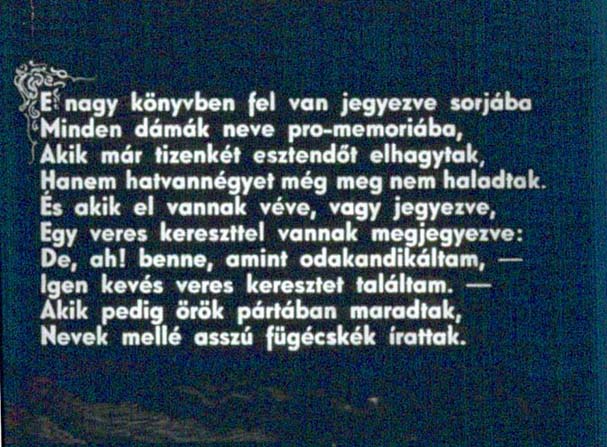 E' nagy könyvben fel van jegyezve sorjába
Minden dámák neve pro-memoriába,
Akik már tizenkét esztendőt elhagytak,
Hanem hatvannégyet még meg nem haladtak.
És akik el vannak véve, vagy jegyezve,
Egy veres kereszttel vannak megjegyezve:
De, ah! benne, amint odakandikáltam, —
Igen kevés veres keresztet találtam. —
Akik pedig örök pártában maradtak,
Nevek mellé asszú fügécskék írattak.